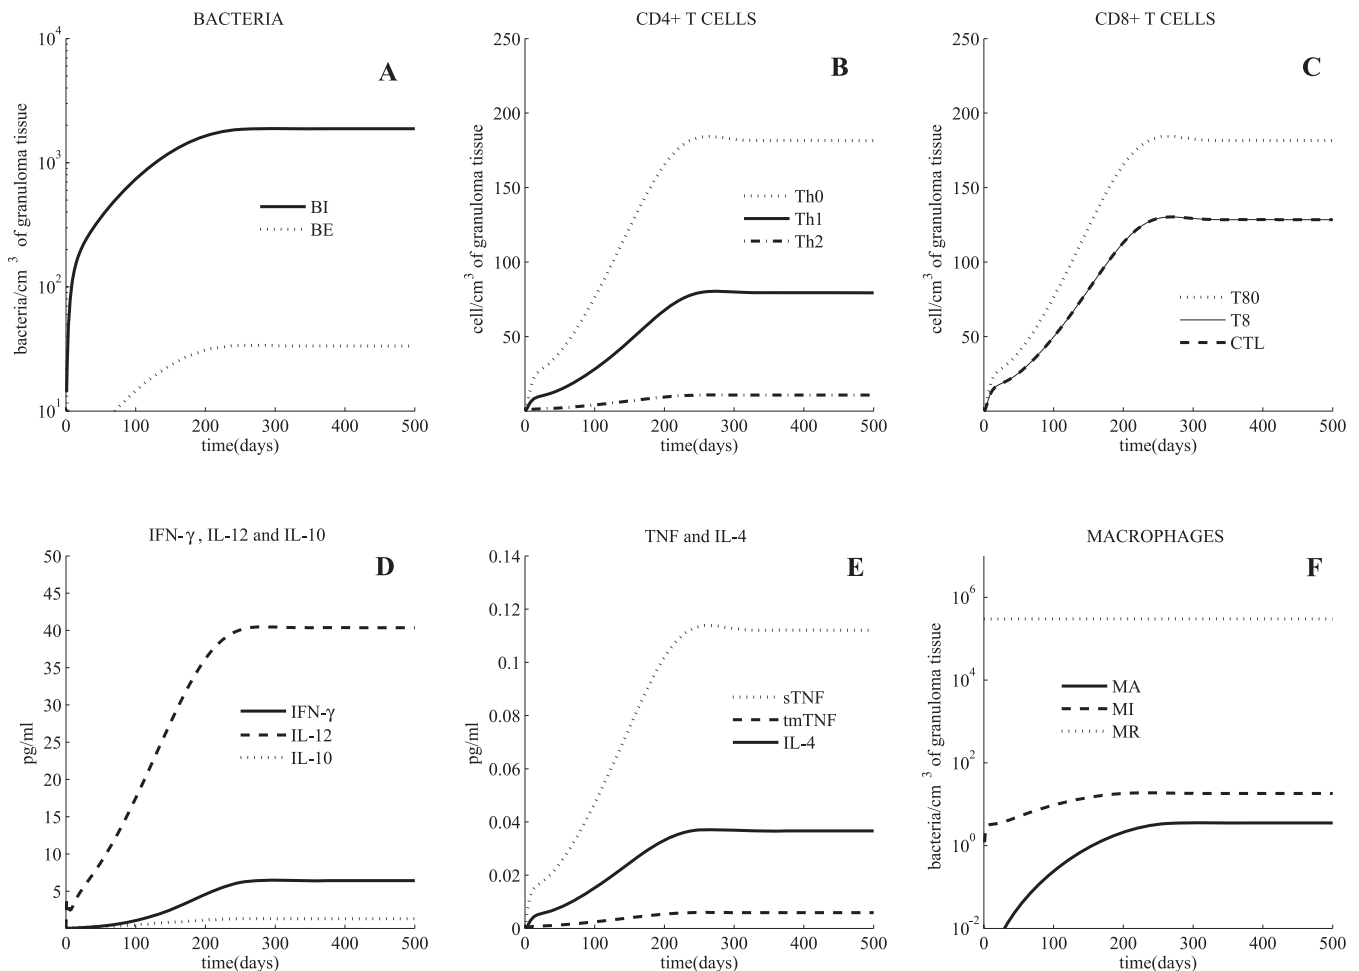 BACTERIA
A
10^4
10^3
10^2
10^1
bacteria/cm^3 of granuloma tissue
BI
BE
0 100 200 300 400 500
time(days)
CD4+ T CELLS
B
250
200
150
100
50
cell/cm^3 of granuloma tissue
Th0
Th1
Th2
0 100 200 300 400 500
time(days)
CD8+ T CELLS
C
250
200
150
100
50
cell/cm^3 of granuloma tissue
T80
T8
CTL
0 100 200 300 400 500
time(days)
IFN-γ, IL-12 and IL-10
D
50
45
40
35
30
25
20
15
10
5
pg/ml
IFN-γ
IL-12
IL-10
0 100 200 300 400 500
time(days)
TNF and IL-4
E
0.14
0.12
0.1
0.08
0.06
0.04
0.02
0
pg/ml
sTNF
tmTNF
IL-4
0 100 200 300 400 500
time(days)
MACROPHAGES
F
10^6
10^4
10^2
10^0
10^-2
bacteria/cm^3 of granuloma tissue
MA
MI
MR
0 100 200 300 400 500
time(days)